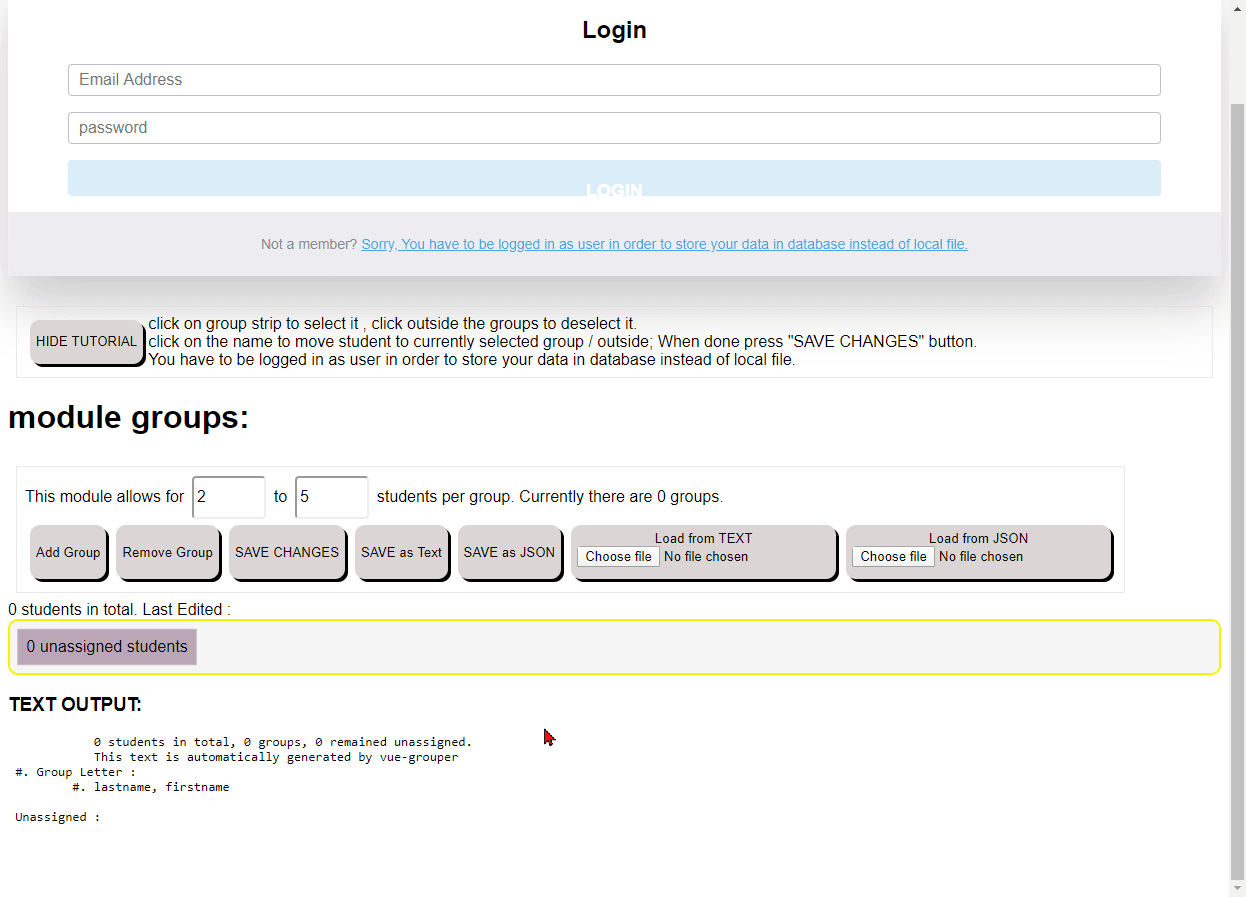 Login
Email Address
password
LOGIN
Not a member? Sorry, You have to be logged in as user in order to store your data in database instead of local file.
HIDE TUTORIAL
click on group strip to select it , click outside the groups to deselect it.
click on the name to move student to currently selected group / outside; When done press "SAVE CHANGES" button.
You have to be logged in as user in order to store your data in database instead of local file.
module groups:
This module allows for 2 to 5 students per group. Currently there are 0 groups.
Add Group Remove Group SAVE CHANGES SAVE as Text SAVE as JSON
Load from TEXT
Choose file No file chosen
Load from JSON
Choose file No file chosen
0 students in total. Last Edited :
0 unassigned students
TEXT OUTPUT:
0 students in total, 0 groups, 0 remained unassigned.
This text is automatically generated by vue-grouper
#. Group Letter :
#. lastname, firstname
Unassigned :